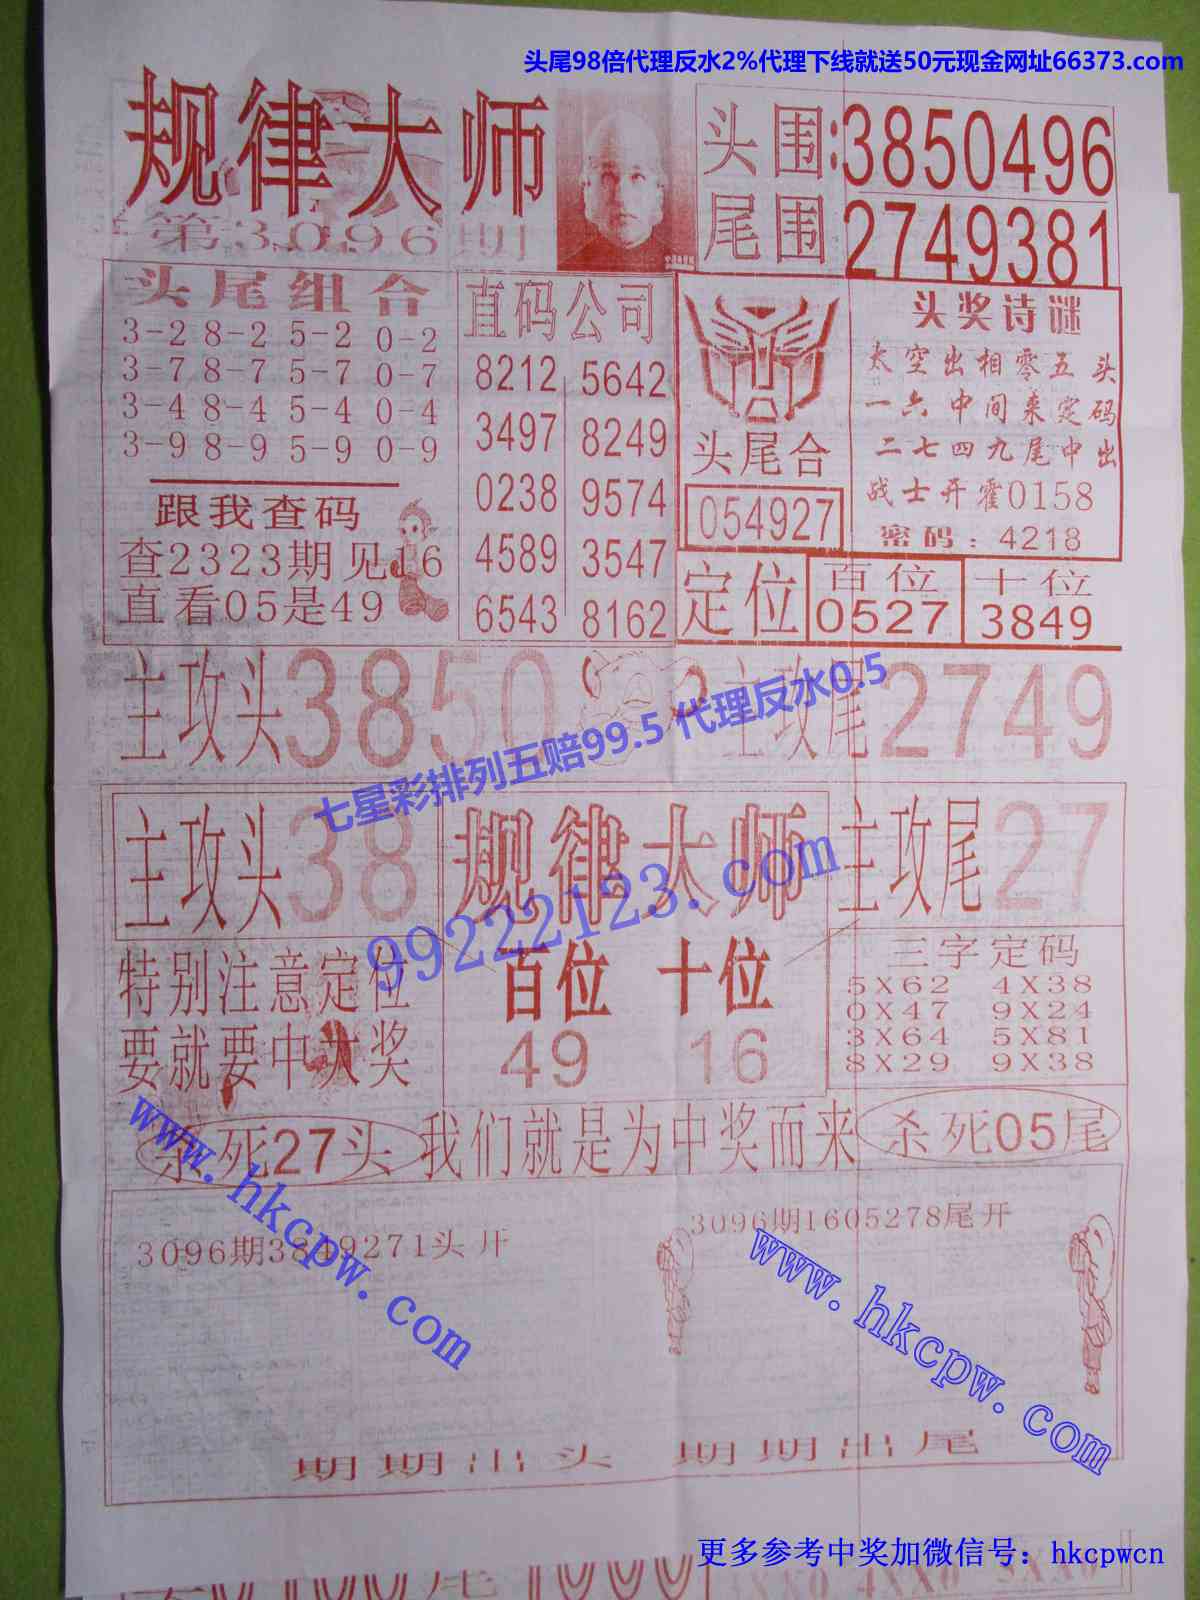 头尾98倍代理反水2%代理下线就送50元现金网址66373.com
规律大师
第3096期
头围:3850496
尾围2749381
头尾组合
3-2 8-2 5-2 0-2
3-7 8-7 5-7 0-7
3-4 8-4 5-4 0-4
3-9 8-9 5-9 0-9
跟我查码
查2323期见16
直看05是49
直码公司
8212 5642
3497 8249
0238 9574
4589 3547
6543 8162
头尾合
054927
头奖诗谜
太空出相零五头
一六中间来定码
二七四九尾中出
战士开霍0158
密码:4218
定位
百位
0527
十位
3849
主攻头3850
主攻尾2749
七星彩排列五赔99.5 代理反水0.5
主攻头38
规律大师
主攻尾27
99222123.com
特别注意定位
要就要中大奖
百位 十位
49 16
三字定码
5X62 4X38
0X47 9X24
3X64 5X81
8X29 9X38
杀死27头
我们就是为中奖而来
杀死05尾
www.hkcpw.com
3096期3849271头开
3096期1605278尾开
www.hkcpw.com
期期出头 期期出尾
更多参考中奖加微信号：hkcpwcn